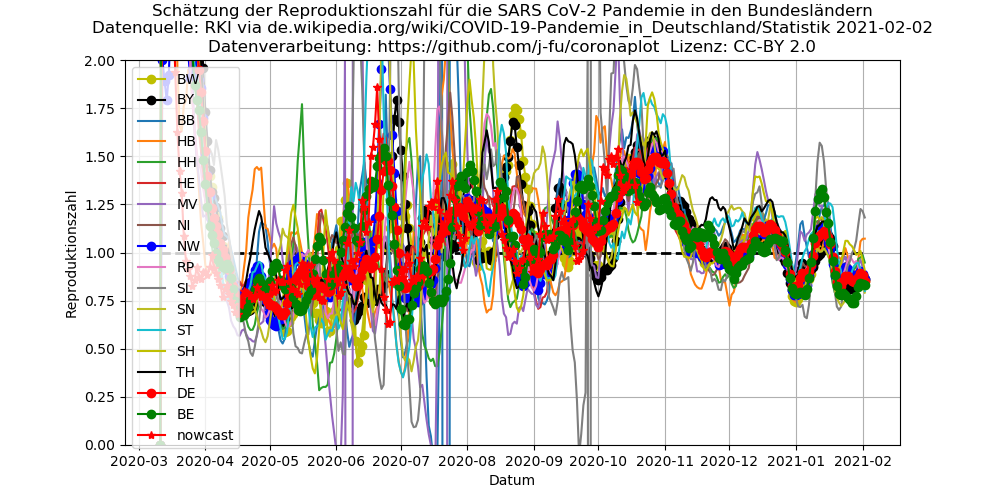 Schätzung der Reproduktionszahl für die SARS CoV-2 Pandemie in den Bundesländern
Datenquelle: RKI via de.wikipedia.org/wiki/COVID-19-Pandemie_in_Deutschland/Statistik 2021-02-02
Datenverarbeitung: https://github.com/j-fu/coronaplot Lizenz: CC-BY 2.0
2.00
1.75
1.50
1.25
1.00
0.75
0.50
0.25
0.00
Reproduktionszahl
BW
BY
BB
HB
HH
HE
MV
NI
NW
RP
SL
SN
ST
SH
TH
DE
BE
nowcast
2020-03 2020-04 2020-05 2020-06 2020-07 2020-08 2020-09 2020-10 2020-11 2020-12 2021-01 2021-02
Datum